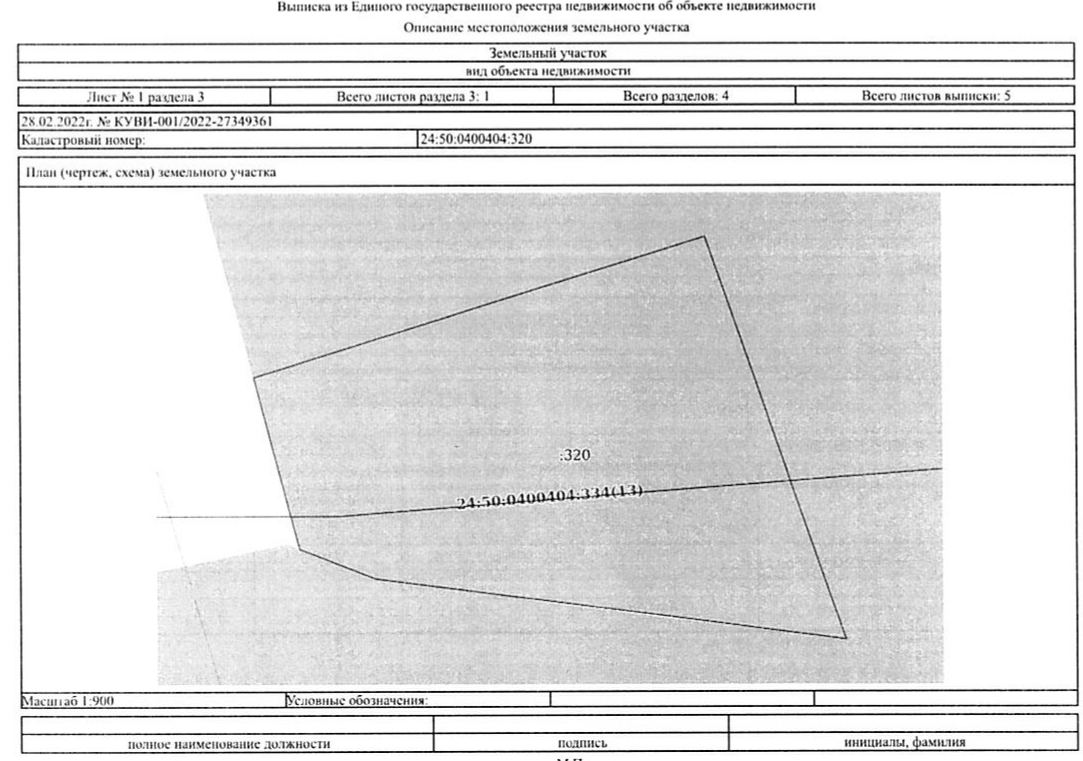 Выписка из Единого государственного реестра недвижимости об объекте недвижимости
Описание местоположения земельного участка
Земельный участок
вид объекта недвижимости
Лист № 1 раздела 3 Всего листов раздела 3: 1 Всего разделов: 4 Всего листов выписки: 5
28.02.2022г. № КУВИ-001/2022-27349361
Кадастровый номер: 24:50:0400404:320
План (чертеж, схема) земельного участка
:320
24:50:0400404:334(13)
Масштаб 1:900 Условные обозначения:
полное наименование должности подпись инициалы, фамилия